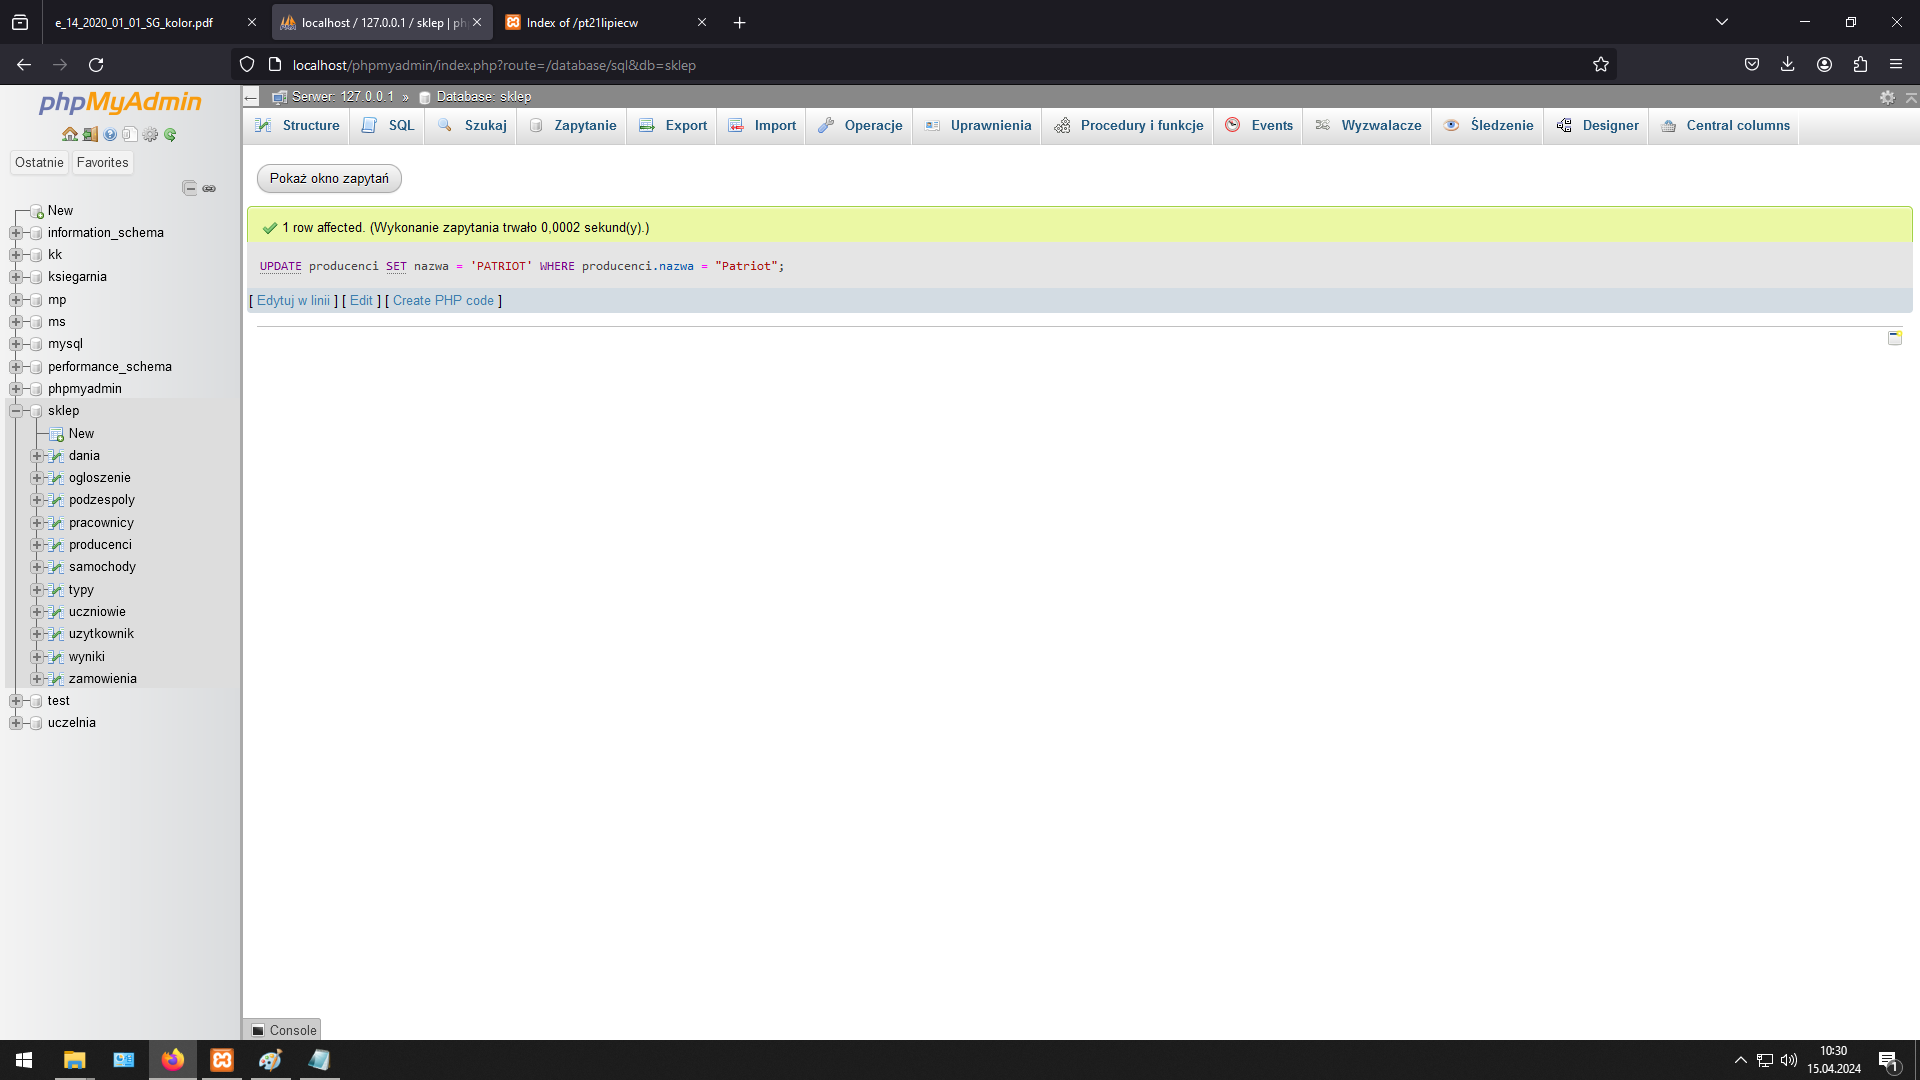 e_14_2020_01_01_SG_kolor.pdf
localhost / 127.0.0.1 / sklep | ph
Index of /pt21lipiecw
localhost/phpmyadmin/index.php?route=/database/sql&db=sklep
phpMyAdmin
Ostatnie
Favorites
New
information_schema
kk
ksiegarnia
mp
ms
mysql
performance_schema
phpmyadmin
sklep
New
dania
ogloszenie
podzespoly
pracownicy
producenci
samochody
typy
uczniowie
uzytkownik
wyniki
zamowienia
test
uczelnia
Serwer: 127.0.0.1 » Database: sklep
Structure
SQL
Szukaj
Zapytanie
Export
Import
Operacje
Uprawnienia
Procedury i funkcje
Events
Wyzwalacze
Śledzenie
Designer
Central columns
Pokaż okno zapytań
1 row affected. (Wykonanie zapytania trwało 0,0002 sekund(y).)
UPDATE producenci SET nazwa = 'PATRIOT' WHERE producenci.nazwa = "Patriot";
[ Edytuj w linii ] [ Edit ] [ Create PHP code ]
Console
10:30
15.04.2024
1